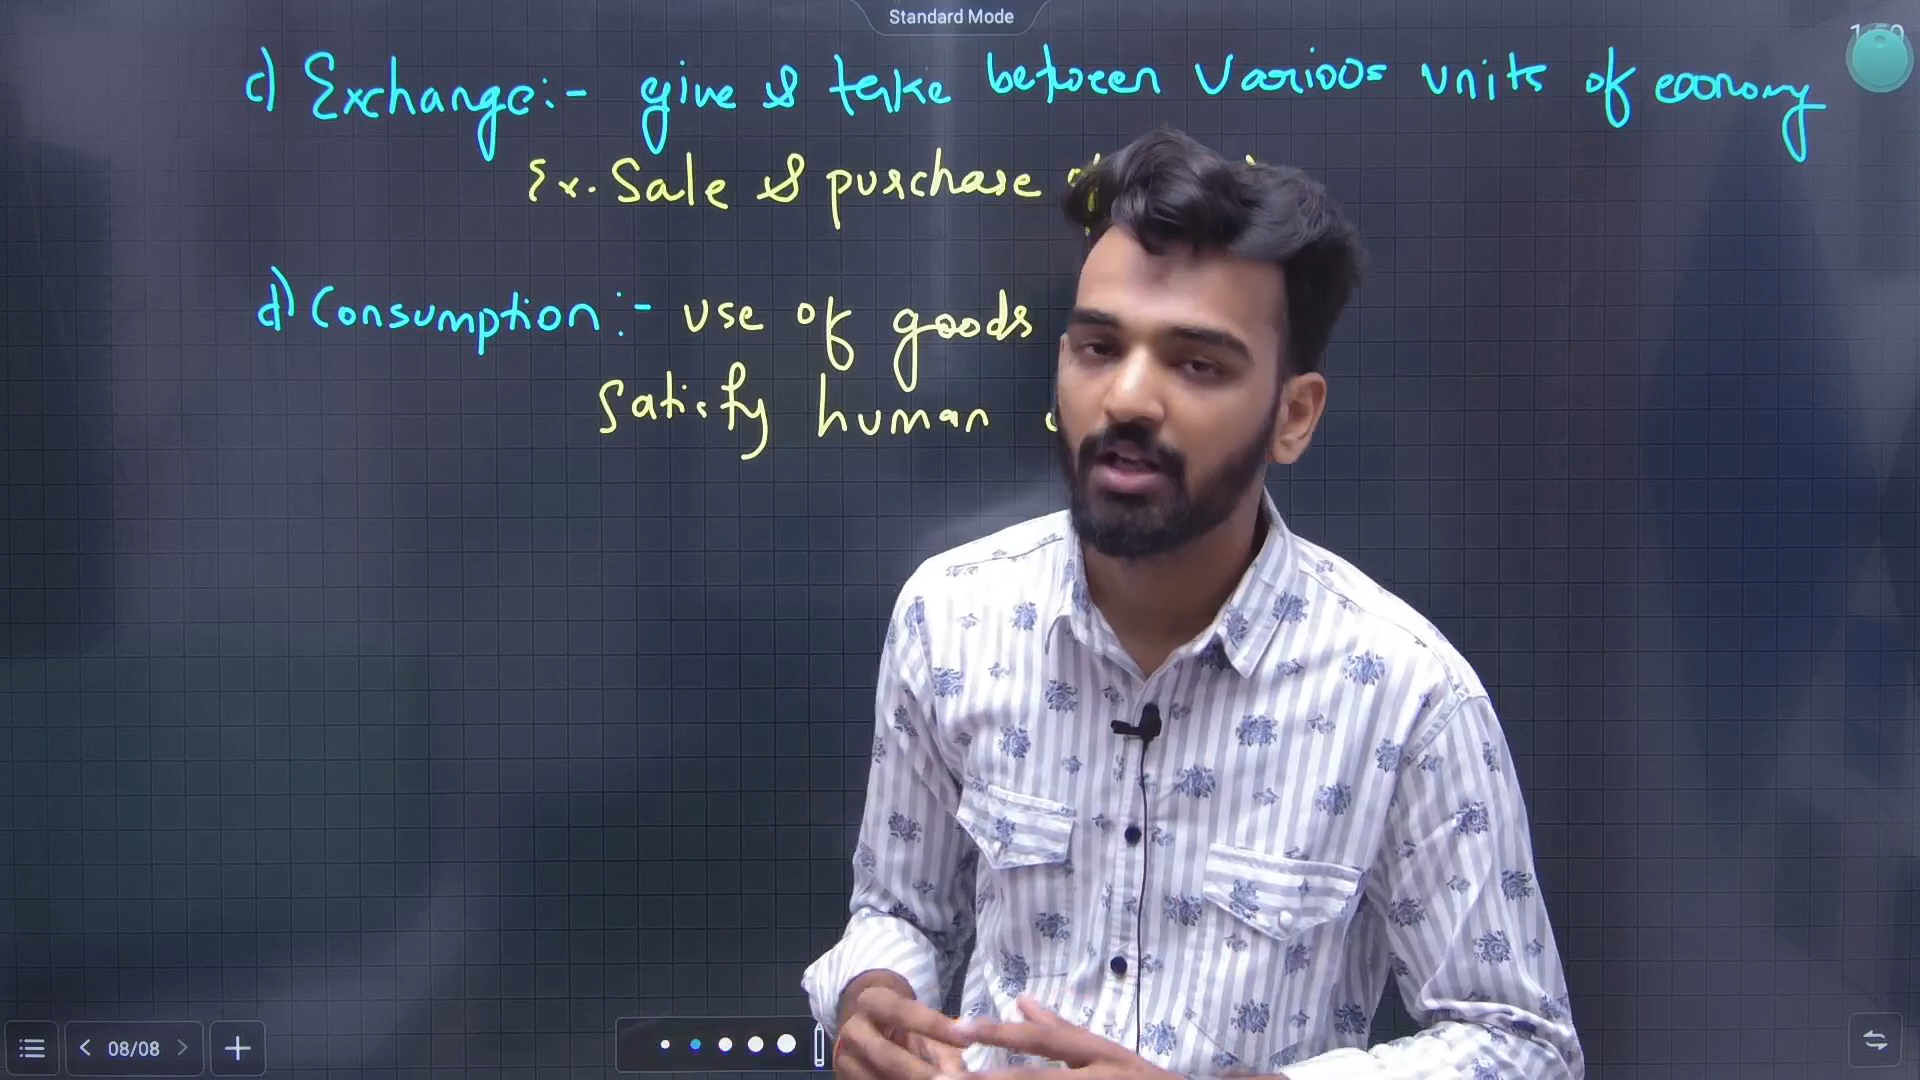 Standard Mode
c) Exchange:- give & take between various units of economy
Ex. Sale & purchase
d) Consumption:- use of goods
Satisfy human
08/08